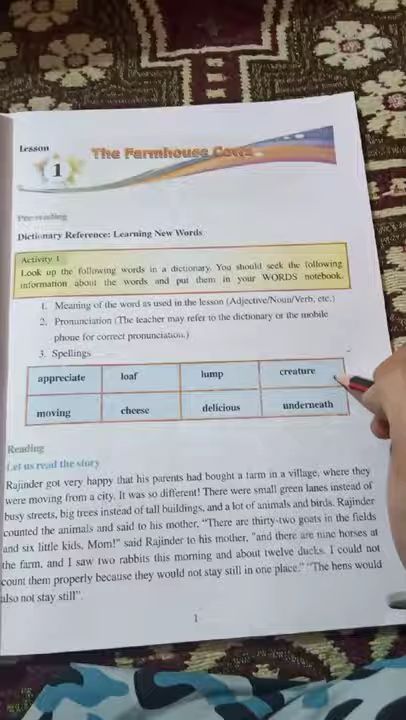 Lesson
1
The Farmhouse Cows
Pre-reading
Dictionary Reference: Learning New Words
Activity 1
Look up the following words in a dictionary. You should seek the following
information about the words and put them in your WORDS notebook.
1. Meaning of the word as used in the lesson (Adjective/Noun/Verb, etc.)
2. Pronunciation (The teacher may refer to the dictionary or the mobile
phone for correct pronunciation.)
3. Spellings
appreciate loaf lump creature
moving cheese delicious underneath
Reading
Let us read the story
Rajinder got very happy that his parents had bought a farm in a village, where they
were moving from a city. It was so different! There were small green lanes instead of
busy streets, big trees instead of tall buildings, and a lot of animals and birds. Rajinder
counted the animals and said to his mother, "There are thirty-two goats in the fields
and six little kids, Mom!" said Rajinder to his mother, "and there are nine horses at
the farm, and I saw two rabbits this morning and about twelve ducks. I could not
count them properly because they would not stay still in one place." "The hens would
also not stay still".
1